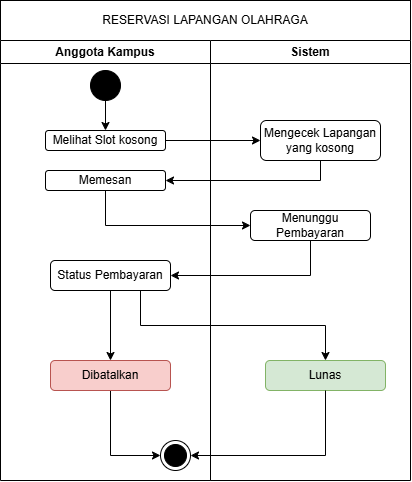 RESERVASI LAPANGAN OLAHRAGA
Anggota Kampus
Sistem
Melihat Slot kosong
Mengecek Lapangan
yang kosong
Memesan
Menunggu
Pembayaran
Status Pembayaran
Dibatalkan
Lunas